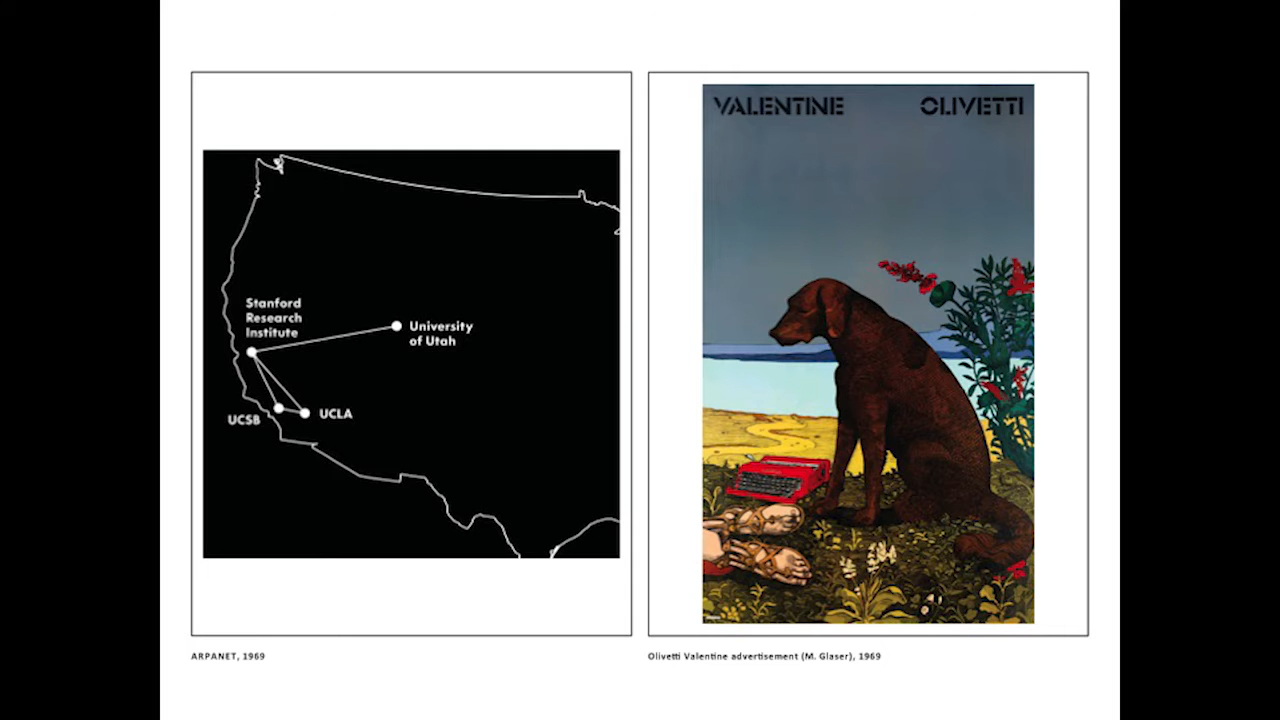 Stanford
Research
Institute
University
of Utah
UCSB
UCLA
ARPANET, 1969
VALENTINE OLIVETTI
Olivetti Valentine advertisement (M. Glaser), 1969